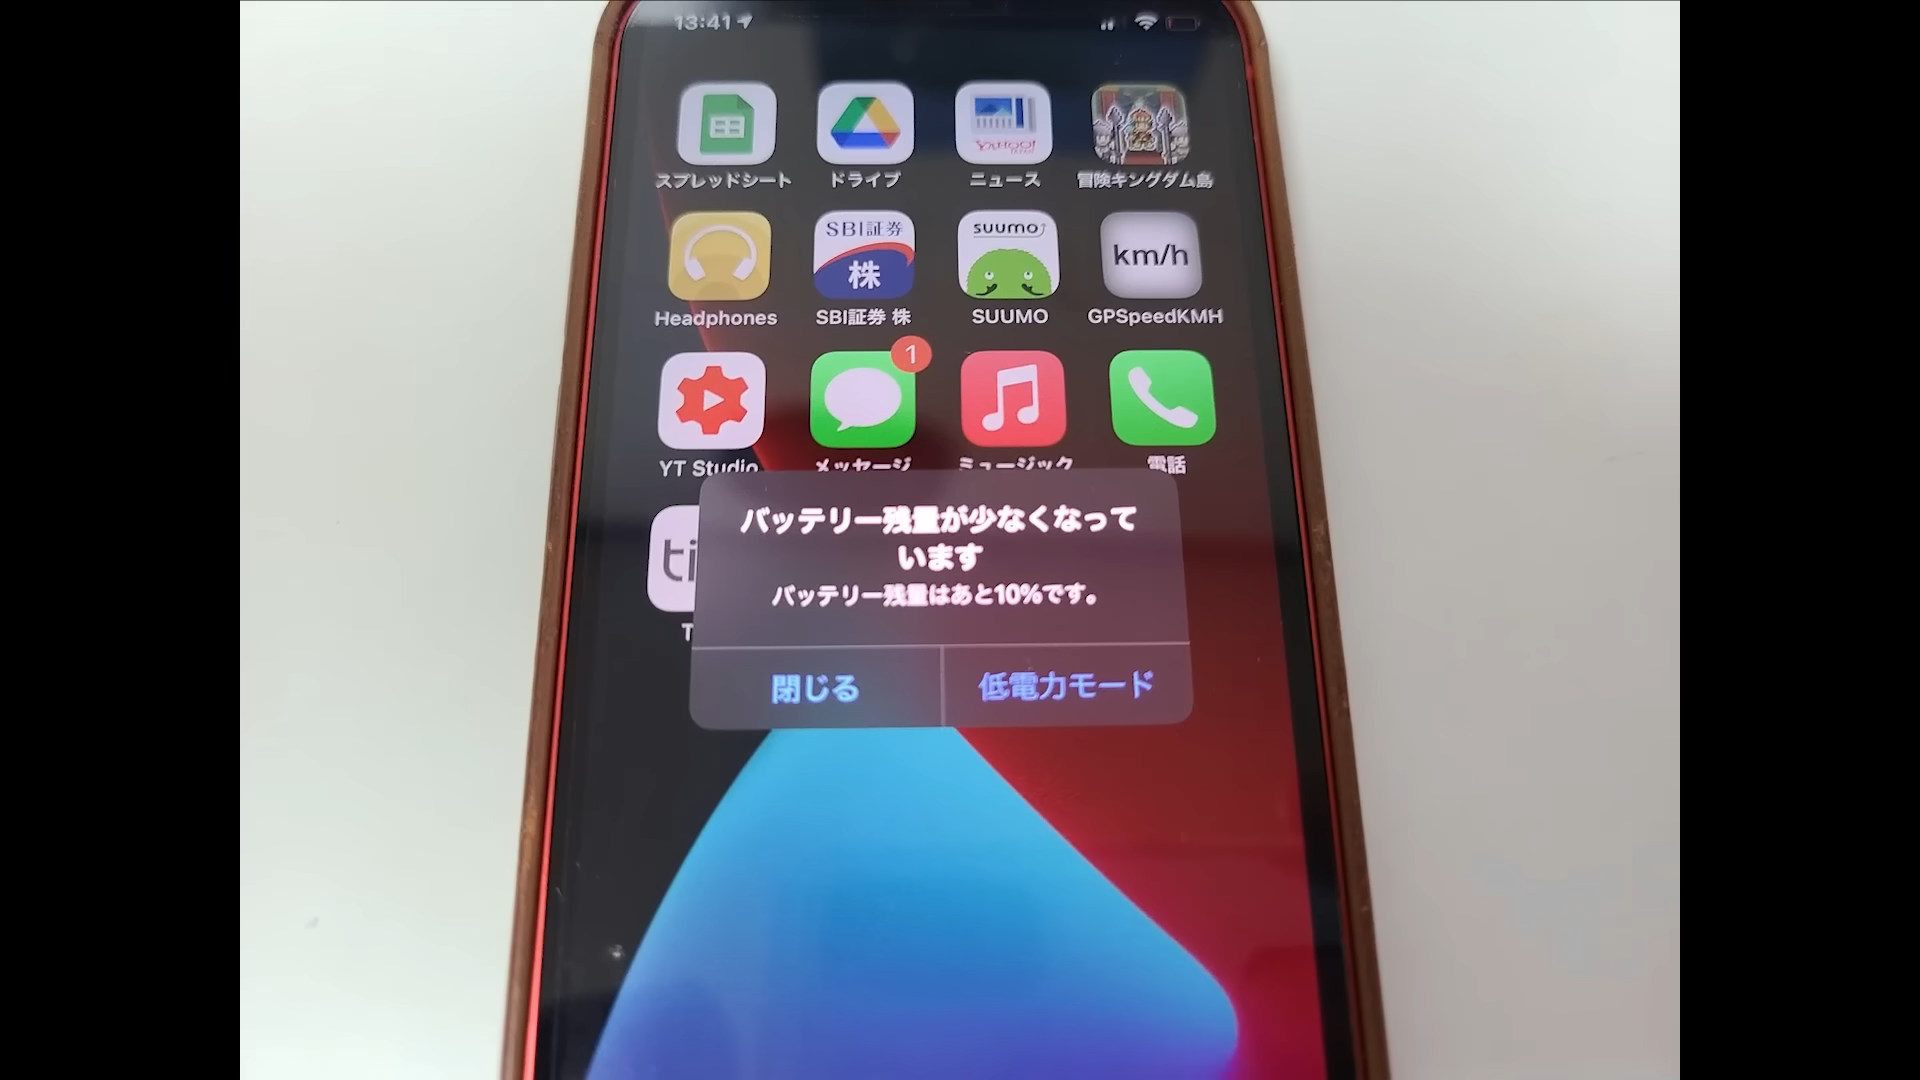 13:41
スプレッドシート
ドライブ
YAHOO!
ニュース
冒険キングダム島
SBI証券
株
suumo
km/h
Headphones
SBI証券 株
SUUMO
GPSpeedKMH
1
YT Studio
メッセージ
ミュージック
電話
バッテリー残量が少なくなって
います
バッテリー残量はあと10%です。
ti
T
閉じる
低電力モード